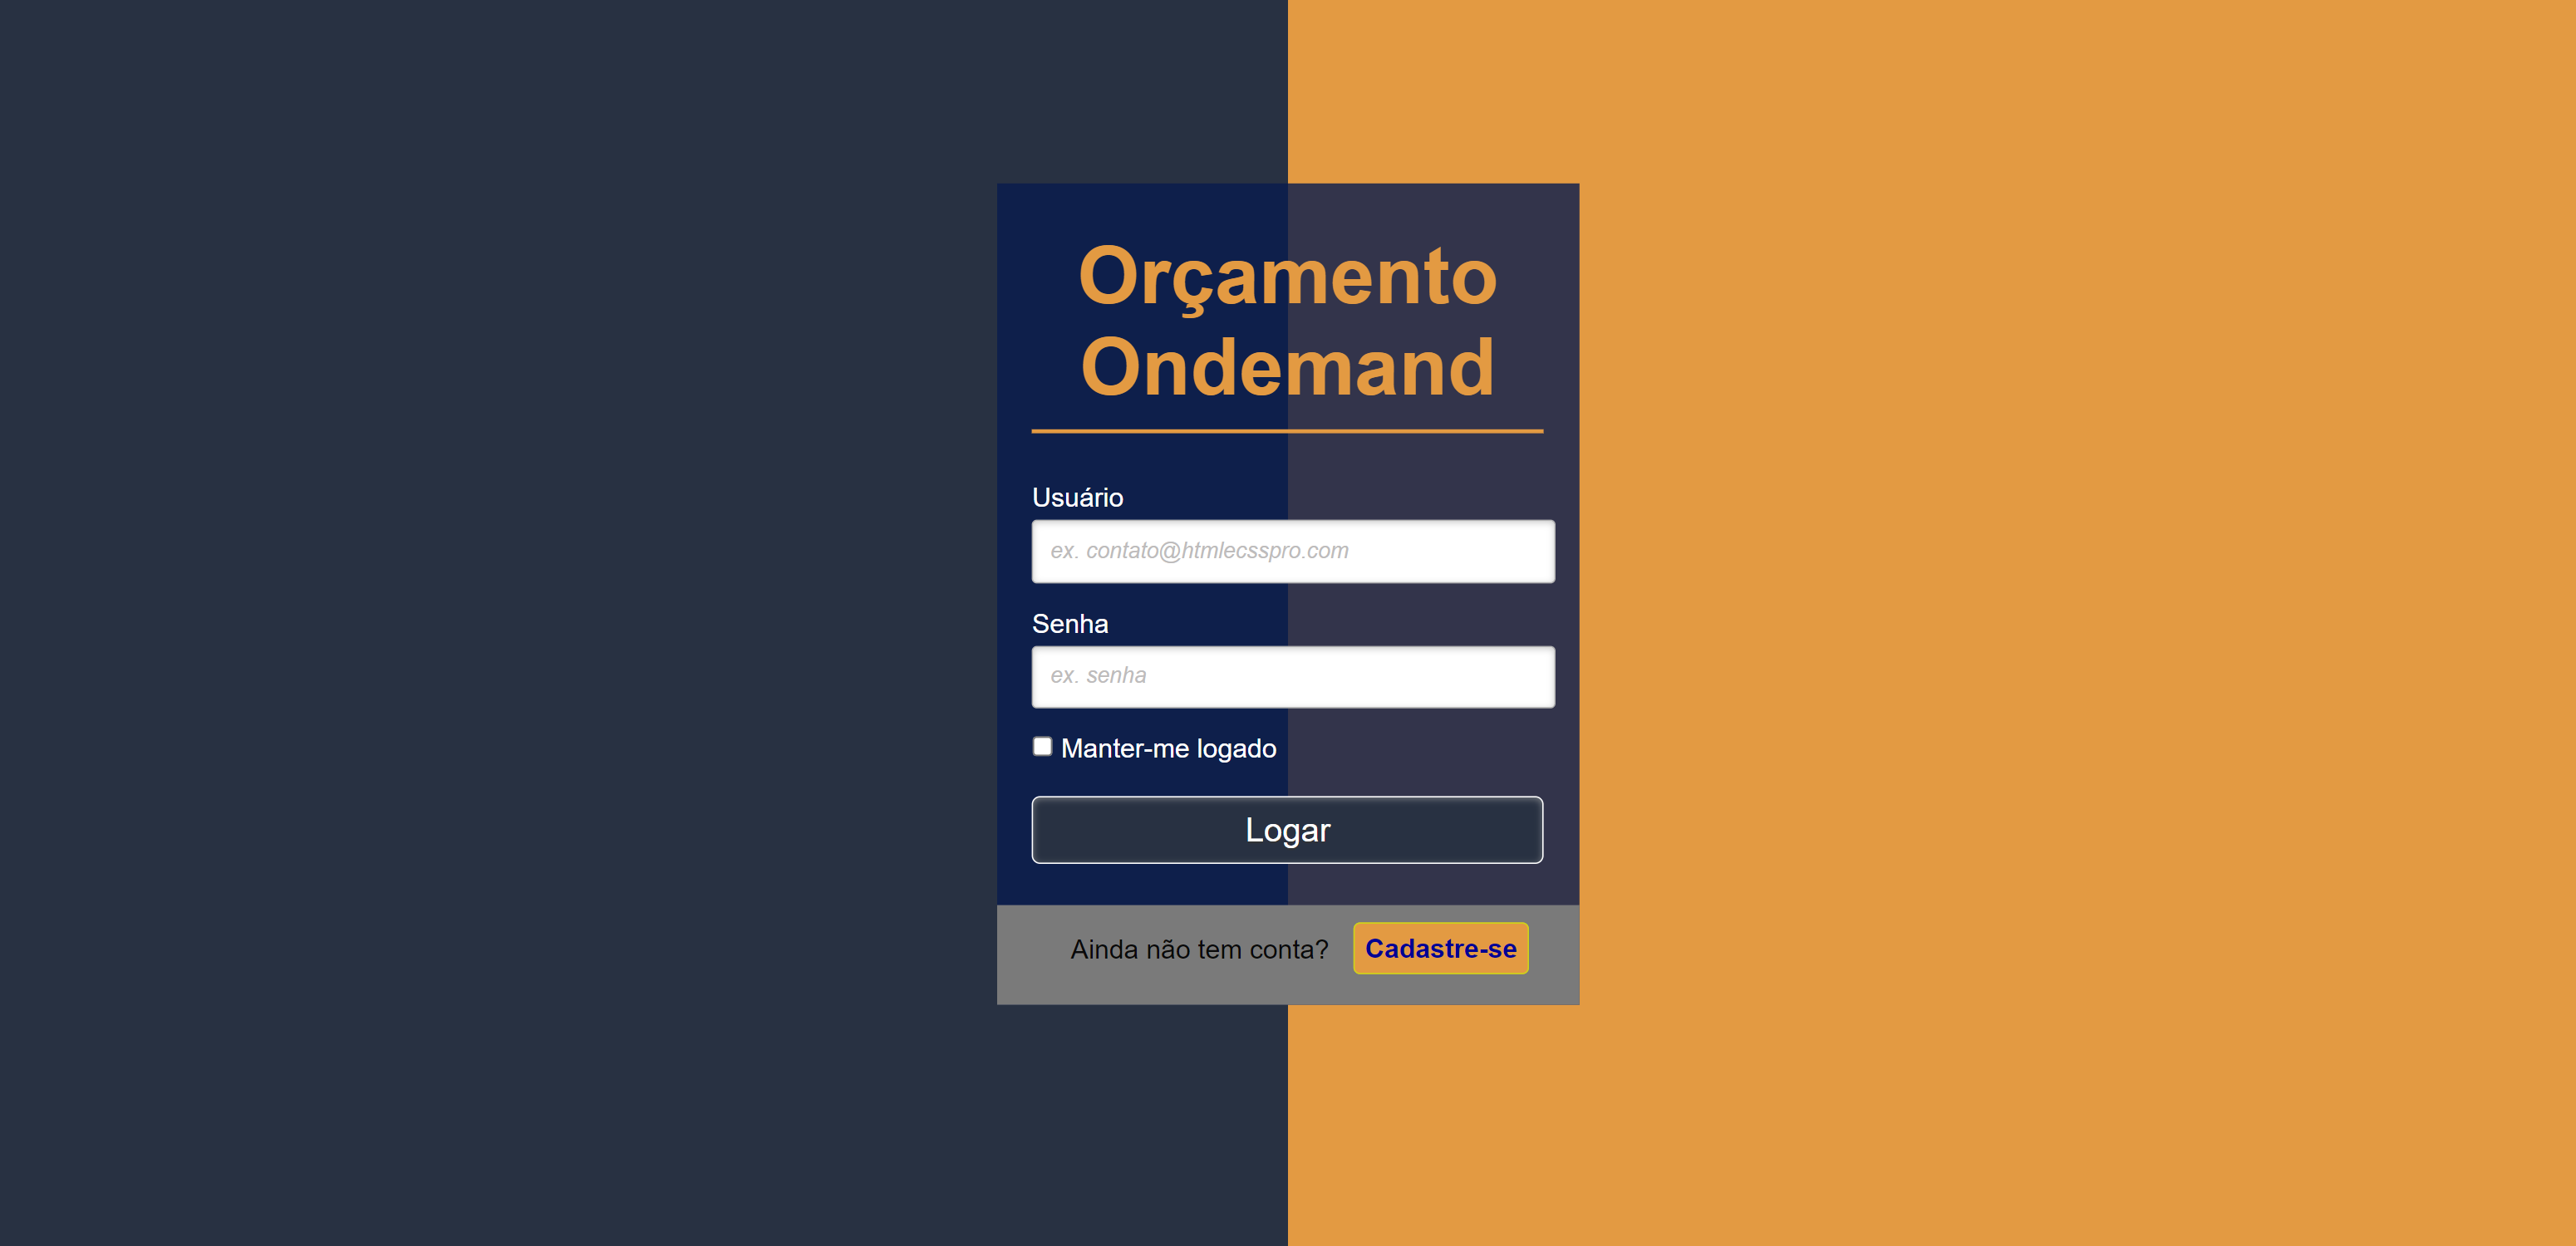 Orçamento
Ondemand
Usuário
ex. contato@htmlecsspro.com
Senha
ex. senha
Manter-me logado
Logar
Ainda não tem conta? Cadastre-se